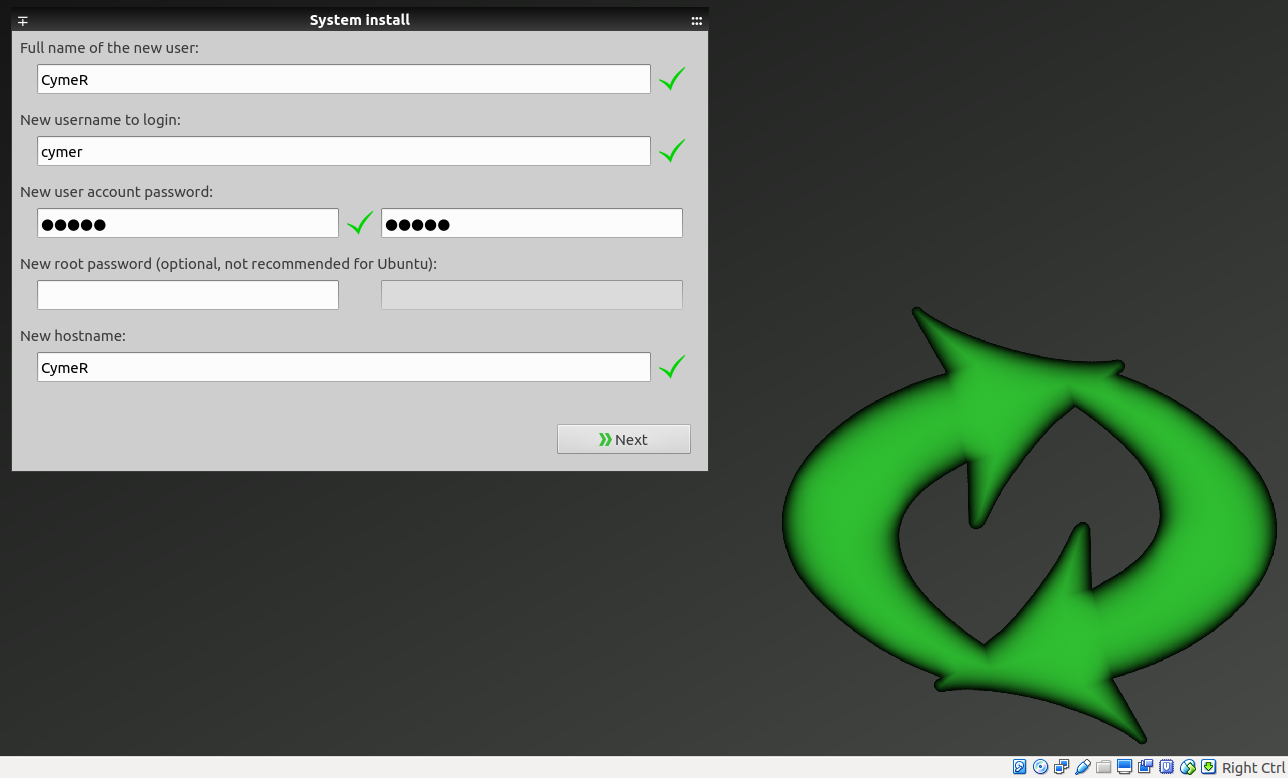 System install
Full name of the new user:
CymeR
New username to login:
cymer
New user account password:
●●●●● ●●●●●
New root password (optional, not recommended for Ubuntu):
New hostname:
CymeR
Next
Right Ctrl